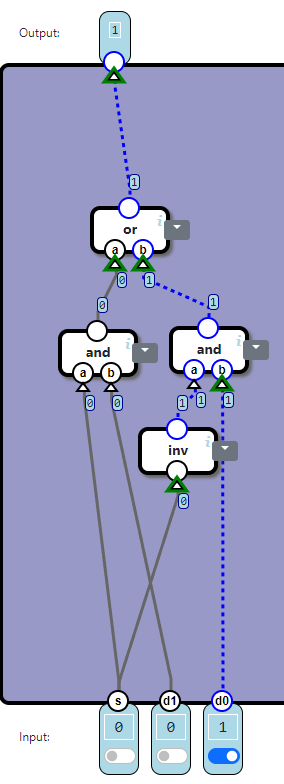 Output:
1
1
or
i
a b
0 1
0 1
and
i
and
i
a b
a b
0 0
1 1 1
inv
i
0
s d1 d0
Input:
0 0 1